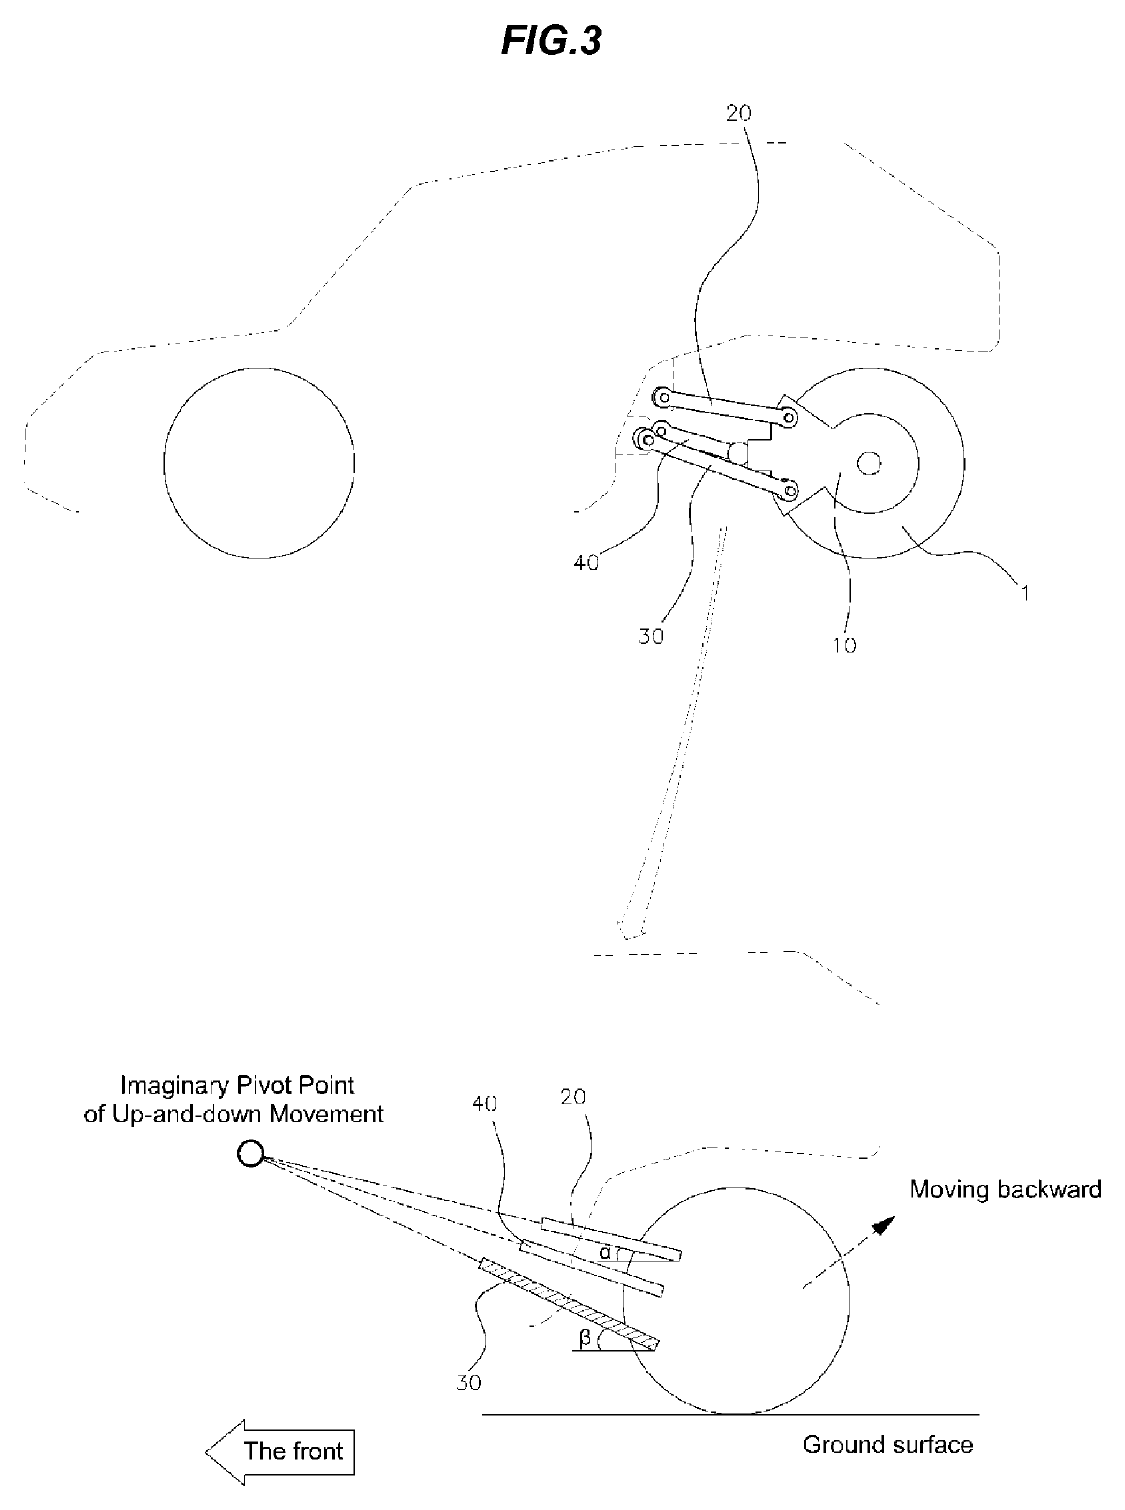 FIG.3
20
40
30
10
1
Imaginary Pivot Point
of Up-and-down Movement
40
20
Moving backward
α
β
30
The front
Ground surface